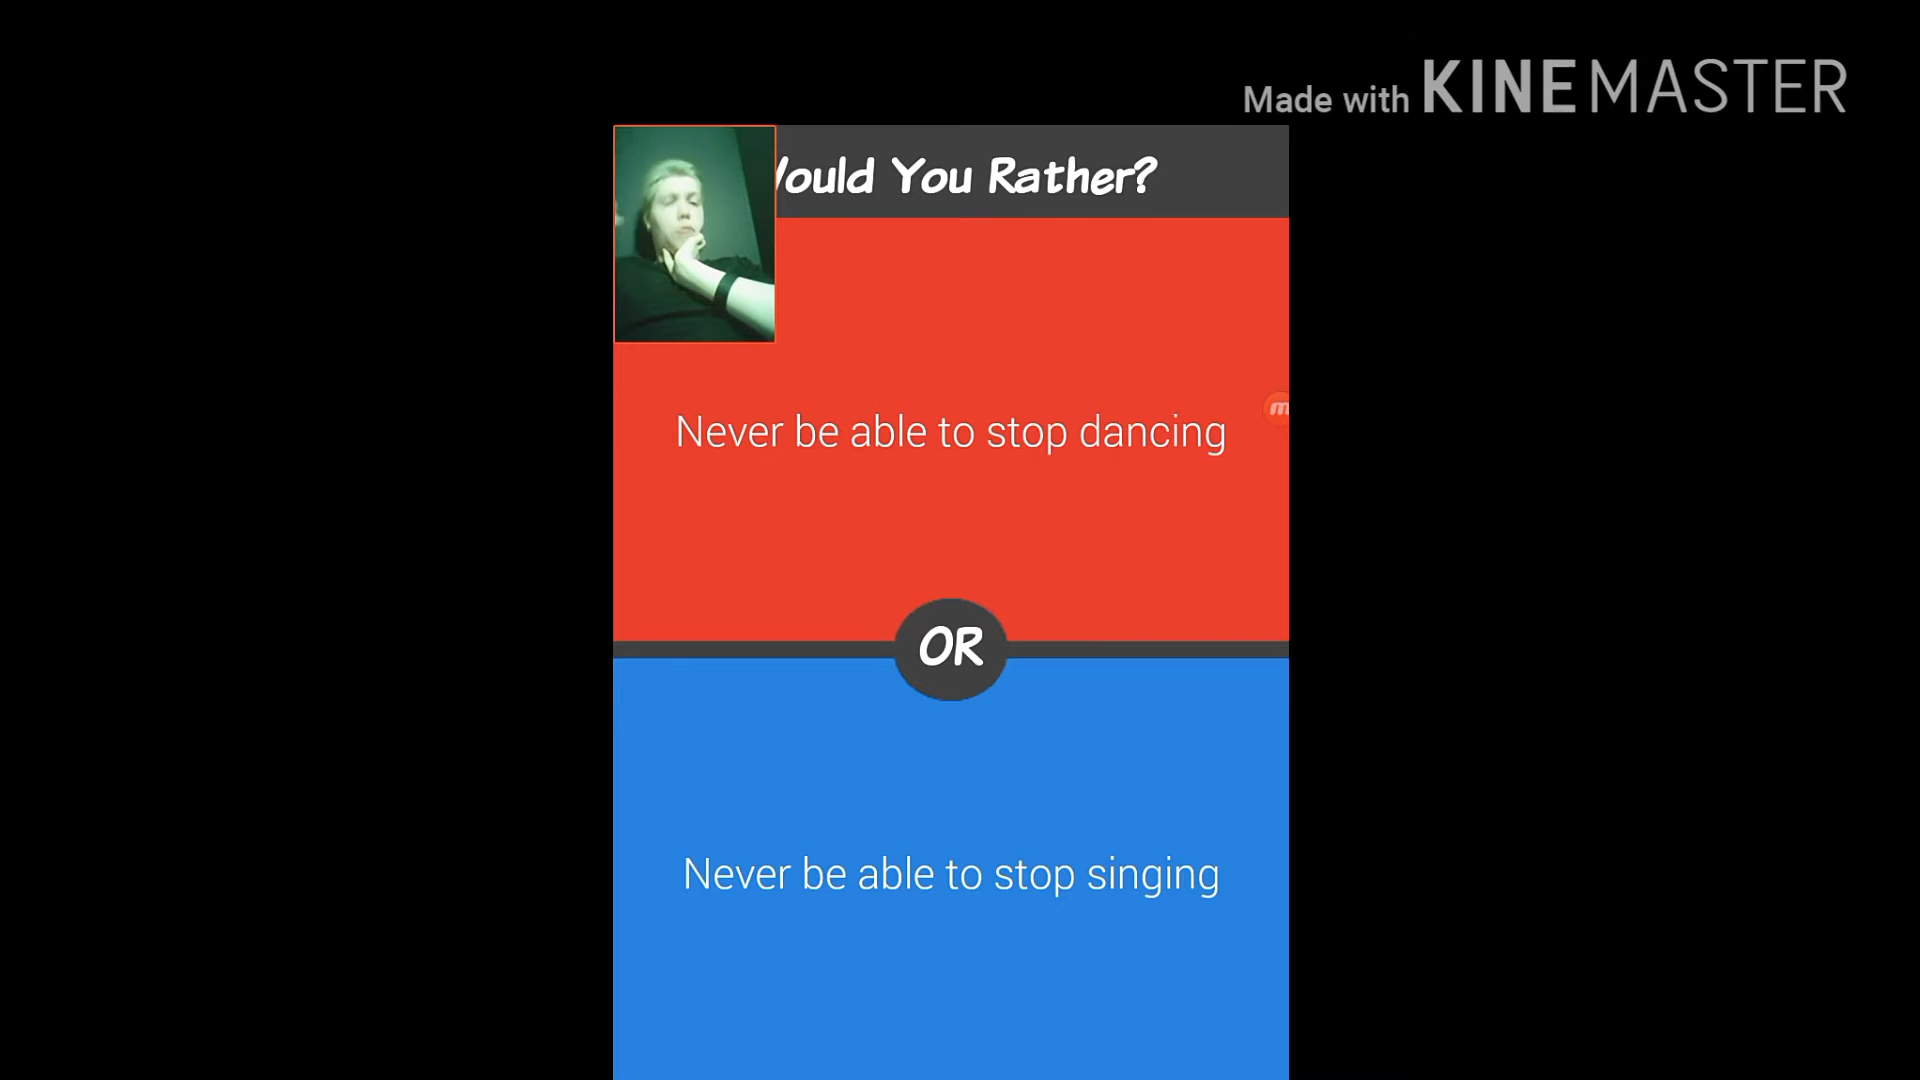 Made with KINEMASTER
ould You Rather?
Never be able to stop dancing
OR
Never be able to stop singing